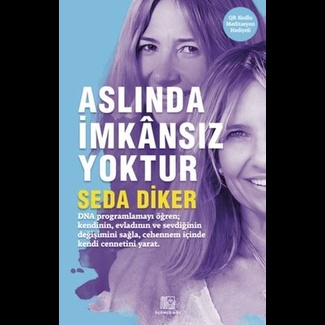 QR Kodlu
Meditasyon
Hediyeli
ASLINDA
İMKÂNSIZ
YOKTUR
SEDA DİKER
DNA programlamayı öğren;
kendinin, evladının ve sevdiğinin
değişimini sağla, cehennem içinde
kendi cennetini yarat.